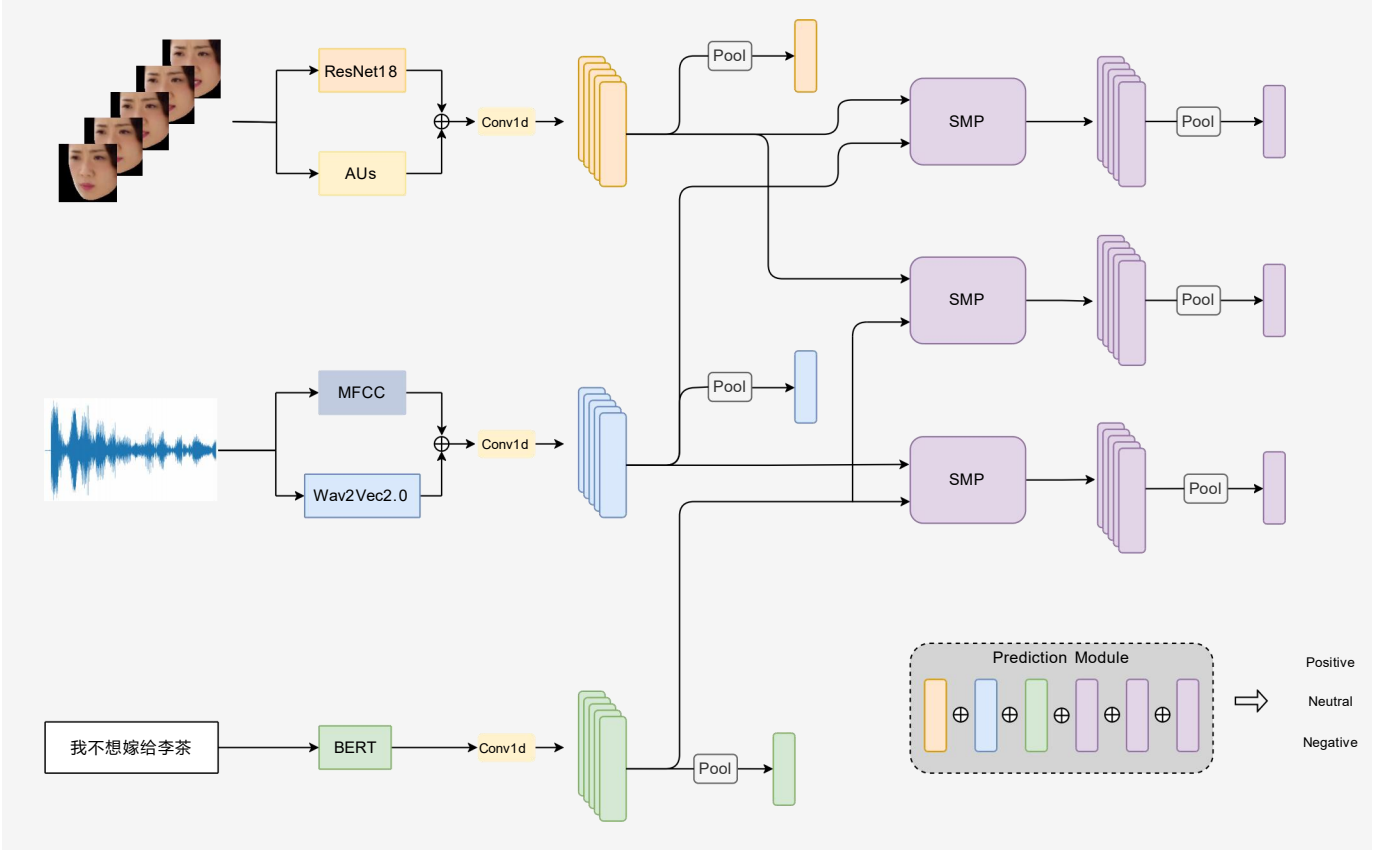 ResNet18
AUs
Conv1d
Pool
SMP
Pool
SMP
Pool
MFCC
Wav2Vec2.0
Conv1d
Pool
SMP
Pool
我不想嫁给李茶
BERT
Conv1d
Pool
Prediction Module
Positive
Neutral
Negative